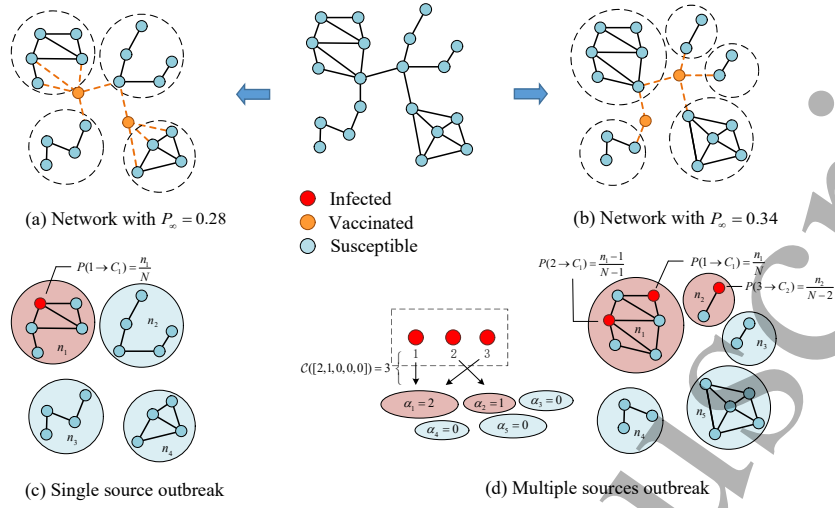 (a) Network with P∞ = 0.28
Infected
Vaccinated
Susceptible
(b) Network with P∞ = 0.34
P(1→C₁) = n₁/N
n₁
n₂
n₃
n₄
(c) Single source outbreak
C([2,1,0,0,0]) = 3
1 2 3
α₁ = 2
α₂ = 1
α₃ = 0
α₄ = 0
α₅ = 0
P(2→C₁) = n₁−1/N−1
P(1→C₁) = n₁/N
P(3→C₂) = n₂/N−2
n₁
n₂
n₃
n₄
n₅
(d) Multiple sources outbreak